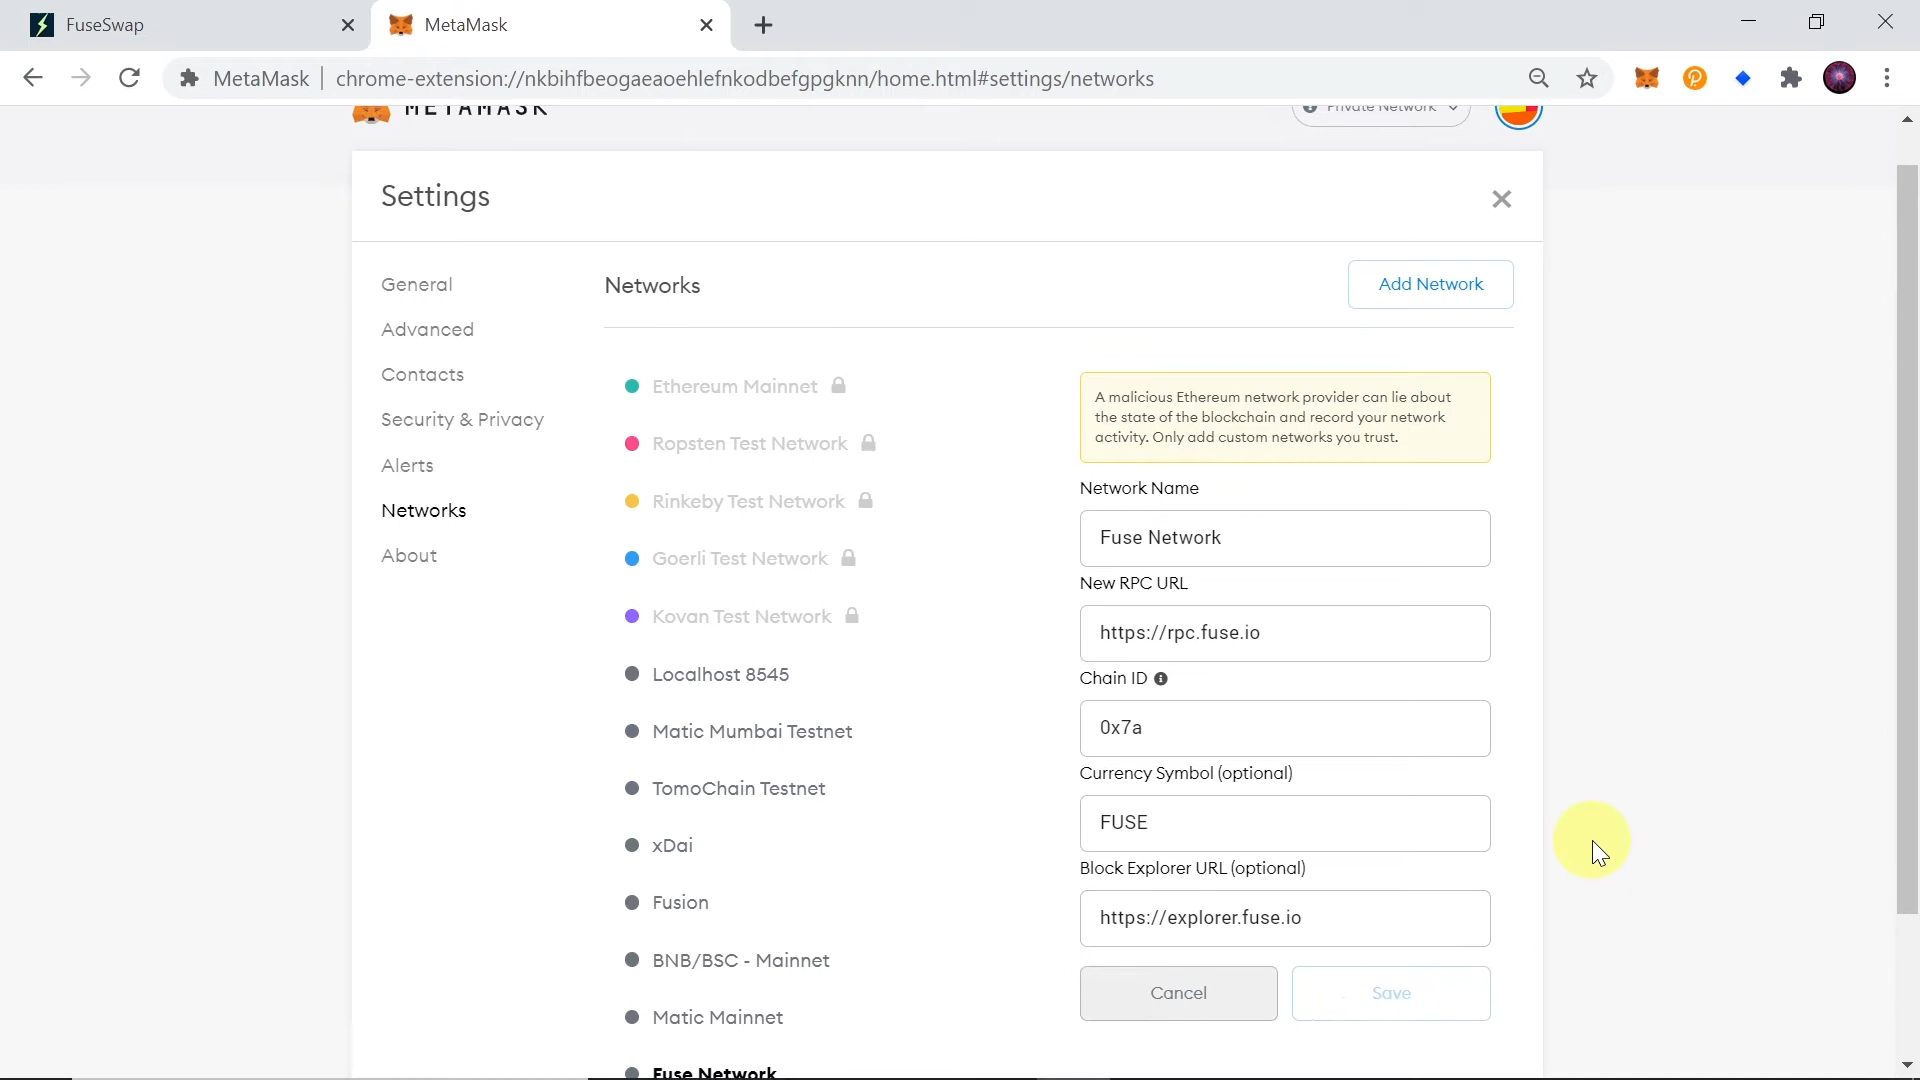 FuseSwap
MetaMask
MetaMask
chrome-extension://nkbihfbeogaeaoehlefnkodbefgpgknn/home.html#settings/networks
METAMASK
Private Network
Settings
General
Advanced
Contacts
Security & Privacy
Alerts
Networks
About
Networks
Add Network
Ethereum Mainnet
Ropsten Test Network
Rinkeby Test Network
Goerli Test Network
Kovan Test Network
Localhost 8545
Matic Mumbai Testnet
TomoChain Testnet
xDai
Fusion
BNB/BSC - Mainnet
Matic Mainnet
Fuse Network
A malicious Ethereum network provider can lie about
the state of the blockchain and record your network
activity. Only add custom networks you trust.
Network Name
Fuse Network
New RPC URL
https://rpc.fuse.io
Chain ID
0x7a
Currency Symbol (optional)
FUSE
Block Explorer URL (optional)
https://explorer.fuse.io
Cancel
Save